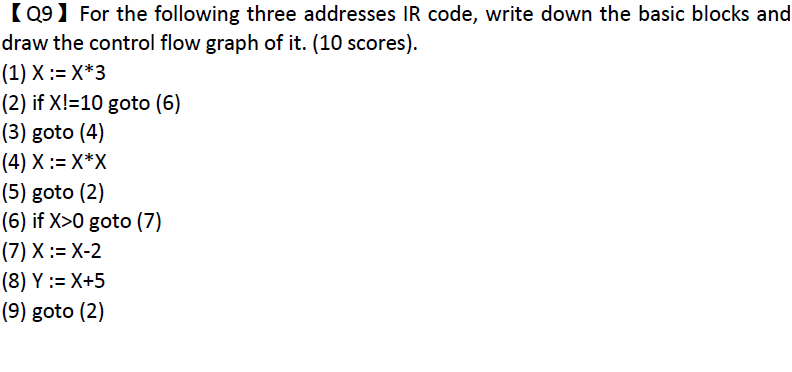 【Q9】For the following three addresses IR code, write down the basic blocks and
draw the control flow graph of it. (10 scores).
(1) X := X*3
(2) if X!=10 goto (6)
(3) goto (4)
(4) X := X*X
(5) goto (2)
(6) if X>0 goto (7)
(7) X := X-2
(8) Y := X+5
(9) goto (2)